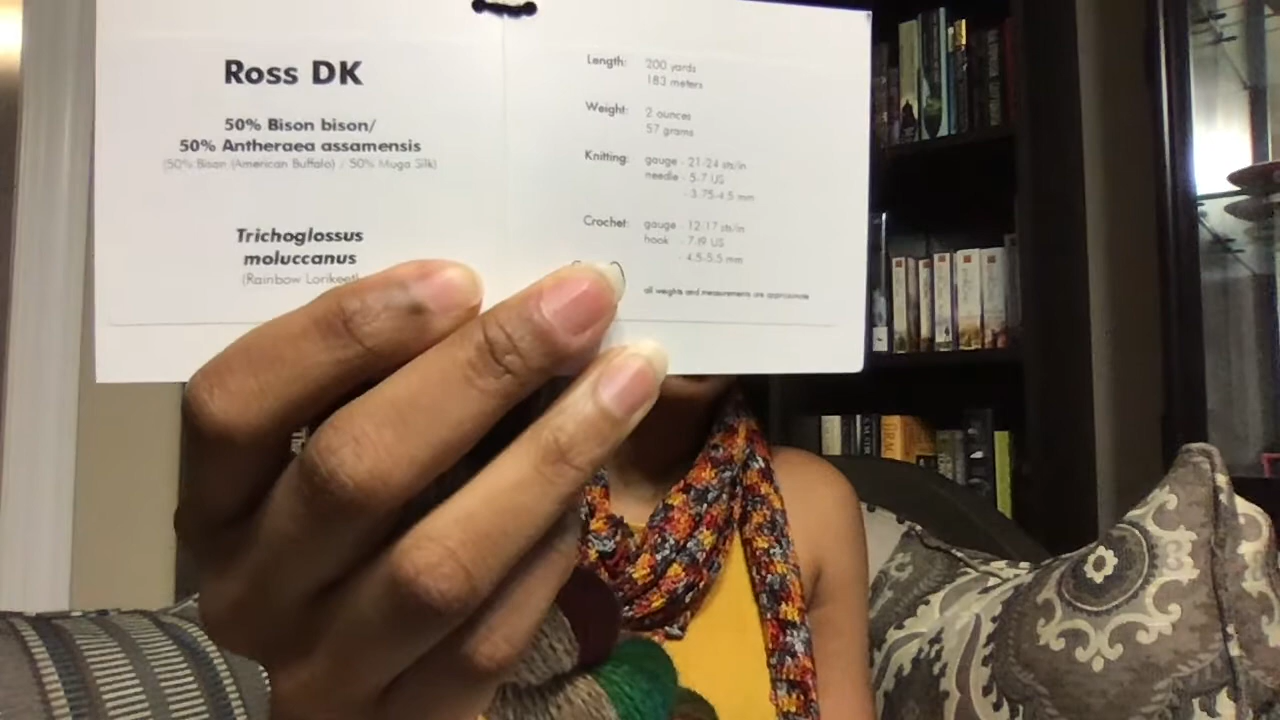 Ross DK
50% Bison bison/
50% Antheraea assamensis
(50% Bison (American Buffalo) / 50% Muga Silk)
Trichoglossus
moluccanus
(Rainbow Lorikeet)
Length: 200 yards
183 meters
Weight: 2 ounces
57 grams
Knitting: gauge - 21-24 sts/in
needle - 5-7 US
- 3.75-4.5 mm
Crochet: gauge - 12-17 sts/in
hook - 7-I9 US
- 4.5-5.5 mm
all weights and measurements are approximate